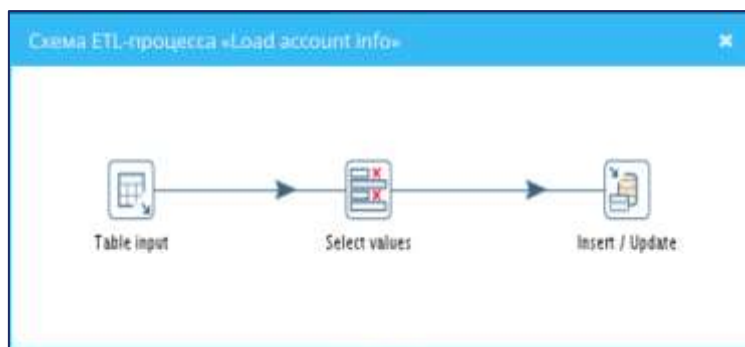 Схема ETL-процесса «Load account info»
Table input
Select values
Insert / Update